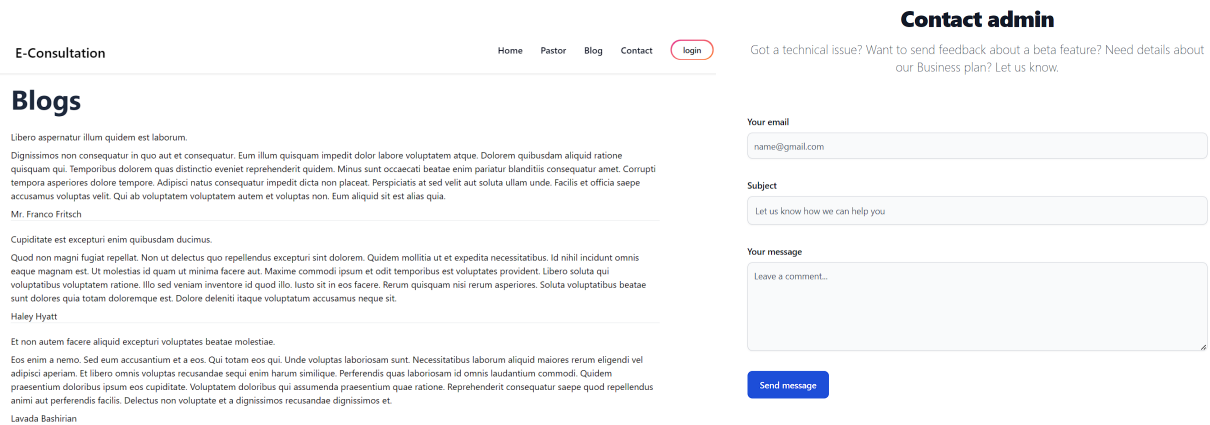 E-Consultation
Home Pastor Blog Contact login
Blogs
Libero aspernatur illum quidem est laborum.
Dignissimos non consequatur in quo aut et consequatur. Eum illum quisquam impedit dolor labore voluptatem atque. Dolorem quibusdam aliquid ratione
quisquam qui. Temporibus dolorem quas distinctio eveniet reprehenderit quidem. Minus sunt occaecati beatae enim pariatur blanditiis consequatur amet. Corrupti
tempora asperiores dolore tempore. Adipisci natus consequatur impedit dicta non placeat. Perspiciatis at sed velit aut soluta ullam unde. Facilis et officia saepe
accusamus voluptas velit. Qui ab voluptatem voluptatem autem et voluptas non. Eum aliquid sit est alias quia.
Mr. Franco Fritsch
Cupiditate est excepturi enim quibusdam ducimus.
Quod non magni fugiat repellat. Non ut delectus quo repellendus excepturi sint dolorem. Quidem mollitia ut et expedita necessitatibus. Id nihil incidunt omnis
eaque magnam est. Ut molestias id quam ut minima facere aut. Maxime commodi ipsum et odit temporibus est voluptates provident. Libero soluta qui
voluptatibus voluptatem ratione. Illo sed veniam inventore id quod illo. Iusto sit in eos facere. Rerum quisquam nisi rerum asperiores. Soluta voluptatibus beatae
sunt dolores quia totam doloremque est. Dolore deleniti itaque voluptatum accusamus neque sit.
Haley Hyatt
Et non autem facere aliquid excepturi voluptates beatae molestiae.
Eos enim a nemo. Sed eum accusantium et a eos. Qui totam eos qui. Unde voluptas laboriosam sunt. Necessitatibus laborum aliquid maiores rerum eligendi vel
adipisci aperiam. Et libero omnis voluptas recusandae sequi enim harum similique. Perferendis quas laboriosam id omnis laudantium commodi. Quidem
praesentium doloribus ipsum eos cupiditate. Voluptatem doloribus qui assumenda praesentium quae ratione. Reprehenderit consequatur saepe quod repellendus
animi aut perferendis facilis. Delectus non voluptate et a dignissimos recusandae dignissimos et.
Lavada Bashirian
Contact admin
Got a technical issue? Want to send feedback about a beta feature? Need details about
our Business plan? Let us know.
Your email
name@gmail.com
Subject
Let us know how we can help you
Your message
Leave a comment...
Send message